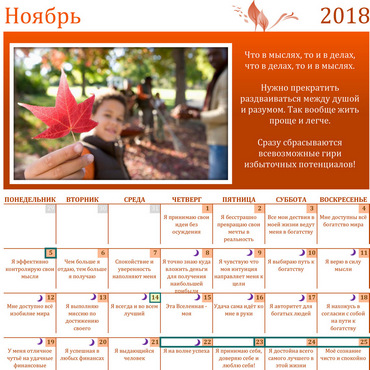 Ноябрь 2018
Что в мыслях, то и в делах,
что в делах, то и в мыслях.
Нужно прекратить
раздваиваться между душой
и разумом. Так вообще жить
проще и легче.
Сразу сбрасываются
всевозможные гири
избыточных потенциалов!
ПОНЕДЕЛЬНИК ВТОРНИК СРЕДА ЧЕТВЕРГ ПЯТНИЦА СУББОТА ВОСКРЕСЕНЬЕ
1 2 3 4
Я принимаю свои
идеи без
осуждения
Я бесстрашно
превращаю свои
мечты в
реальность
Все мои действия в
моей жизни ведут
меня к богатству
Мне доступны всё
богатство мира
5 6 7 8 9 10 11
Я эффективно
контролирую свои
мысли
Чем больше я
отдаю, тем больше
я получаю
Спокойствие и
уверенность
наполняют меня
Я точно знаю куда
вложить деньги
для получения
наибольшей
прибыли
Я чувствую что
моя интуиция
направляет меня к
цели
Я выбираю путь к
богатству
Я верю в силу
мысли
12 13 14 15 16 17 18
Мне доступно всё
изобилие мира
Я выполняю
миссию по
достижению
своего
Я всегда и во всем
лучший
Эта Вселенная -
моя
Удача сама идёт ко
мне в руки
Я авторитет для
богатых людей
Я нахожусь в
согласии с собой
на пути к
богатству
19 20 21 22 23 24 25
У меня отличное
чутьё на удачные
финансовые
Я успешная в
любых финансах
Я выдающийся
человек
Я на волне успеха
Я принимаю себя,
доверяю себе и
люблю себя!
Я достойна всего
самого лучшего в
этой жизни
Моё сознание
чисто и спокойно